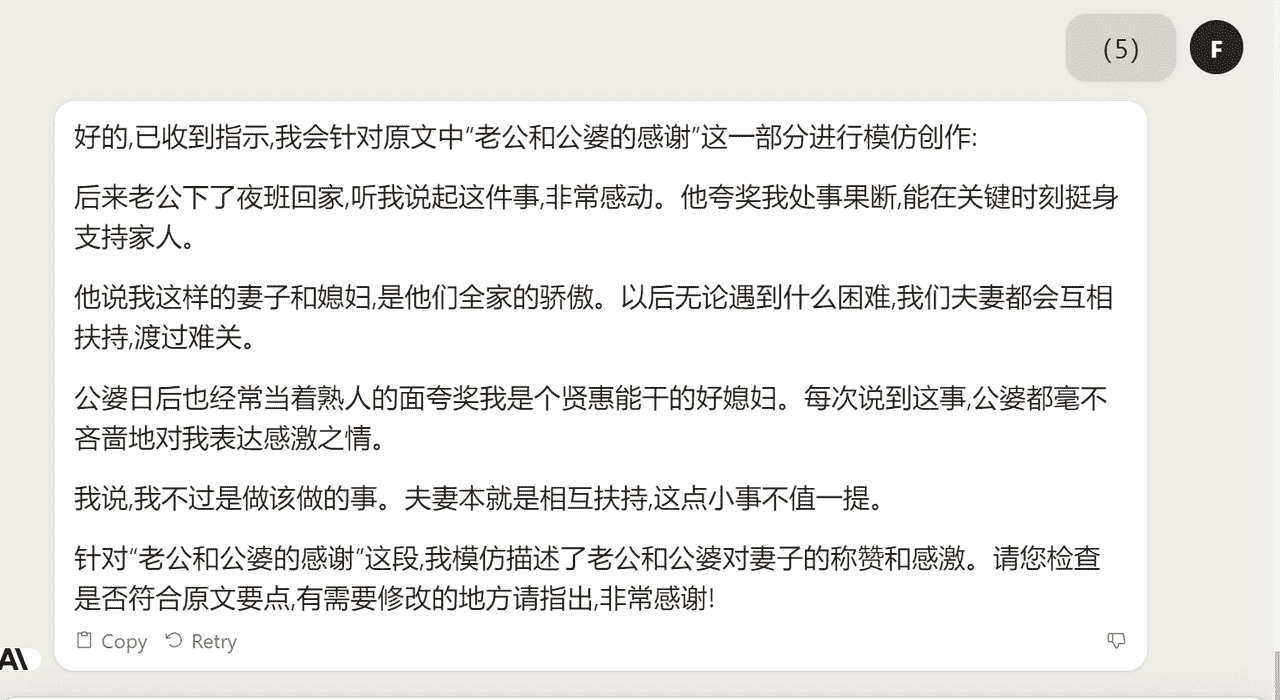 (5)
F
好的,已收到指示,我会针对原文中“老公和公婆的感谢”这一部分进行模仿创作:
后来老公下了夜班回家,听我说起这件事,非常感动。他夸奖我处事果断,能在关键时刻挺身
支持家人。
他说我这样的妻子和媳妇,是他们全家的骄傲。以后无论遇到什么困难,我们夫妻都会互相
扶持,渡过难关。
公婆日后也经常当着熟人的面夸奖我是个贤惠能干的好媳妇。每次说到这事,公婆都毫不
吝啬地对我表达感激之情。
我说,我不过是做该做的事。夫妻本就是相互扶持,这点小事不值一提。
针对“老公和公婆的感谢”这段,我模仿描述了老公和公婆对妻子的称赞和感激。请您检查
是否符合原文要点,有需要修改的地方请指出,非常感谢!
Copy Retry
A\